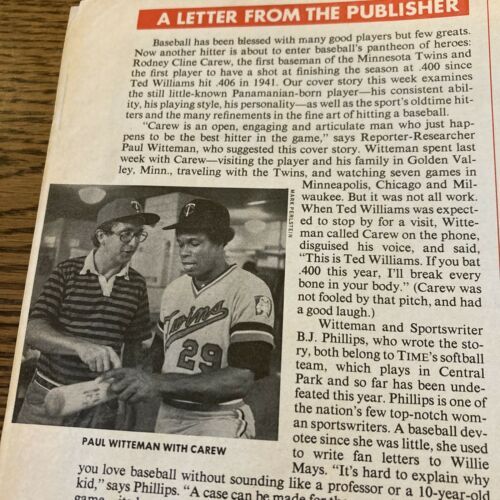 A LETTER FROM THE PUBLISHER
Baseball has been blessed with many good players but few greats.
Now another hitter is about to enter baseball's pantheon of heroes:
Rodney Cline Carew, the first baseman of the Minnesota Twins and
the first player to have a shot at finishing the season at .400 since
Ted Williams hit .406 in 1941. Our cover story this week examines
the still little-known Panamanian-born player—his consistent abil-
ity, his playing style, his personality—as well as the sport's oldtime hit-
ters and the many refinements in the fine art of hitting a baseball.
"Carew is an open, engaging and articulate man who just hap-
pens to be the best hitter in the game," says Reporter-Researcher
Paul Witteman, who suggested this cover story. Witteman spent last
week with Carew—visiting the player and his family in Golden Val-
ley, Minn., traveling with the Twins, and watching seven games in
Minneapolis, Chicago and Mil-
waukee. But it was not all work.
When Ted Williams was expect-
ed to stop by for a visit, Witte-
man called Carew on the phone,
disguised his voice, and said,
"This is Ted Williams. If you bat
.400 this year, I'll break every
bone in your body." (Carew was
not fooled by that pitch, and had
a good laugh.)
Witteman and Sportswriter
B.J. Phillips, who wrote the sto-
ry, both belong to TIME's softball
team, which plays in Central
Park and so far has been unde-
feated this year. Phillips is one of
the nation's few top-notch wom-
an sportswriters. A baseball dev-
otee since she was little, she used
to write fan letters to Willie
Mays. "It's hard to explain why
you love baseball without sounding like a professor or a 10-year-old
kid," says Phillips. "A case can be made for
MARK PERLSTEIN
Twins
29
PAUL WITTEMAN WITH CAREW